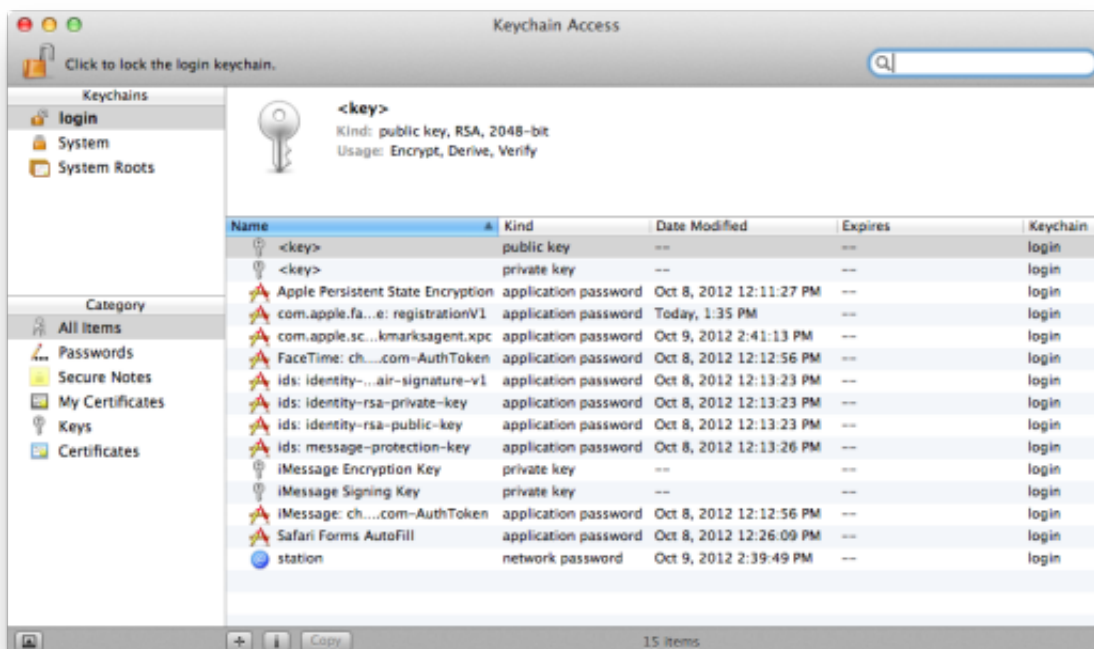 Keychain Access
Click to lock the login keychain.
Keychains
login
System
System Roots
<key>
Kind: public key, RSA, 2048-bit
Usage: Encrypt, Derive, Verify
Name Kind Date Modified Expires Keychain
<key> public key -- -- login
<key> private key -- -- login
Apple Persistent State Encryption application password Oct 8, 2012 12:11:27 PM -- login
com.apple.fa...e: registrationV1 application password Today, 1:35 PM -- login
com.apple.sc...kmarksagent.xpc application password Oct 9, 2012 2:41:13 PM -- login
FaceTime: ch....com-AuthToken application password Oct 8, 2012 12:12:56 PM -- login
ids: identity-...air-signature-v1 application password Oct 8, 2012 12:13:23 PM -- login
ids: identity-rsa-private-key application password Oct 8, 2012 12:13:23 PM -- login
ids: identity-rsa-public-key application password Oct 8, 2012 12:13:23 PM -- login
ids: message-protection-key application password Oct 8, 2012 12:13:26 PM -- login
iMessage Encryption Key private key -- -- login
iMessage Signing Key private key -- -- login
iMessage: ch....com-AuthToken application password Oct 8, 2012 12:12:56 PM -- login
Safari Forms AutoFill application password Oct 8, 2012 12:26:09 PM -- login
station network password Oct 9, 2012 2:39:49 PM -- login
Category
All Items
Passwords
Secure Notes
My Certificates
Keys
Certificates
+ i Copy 15 items